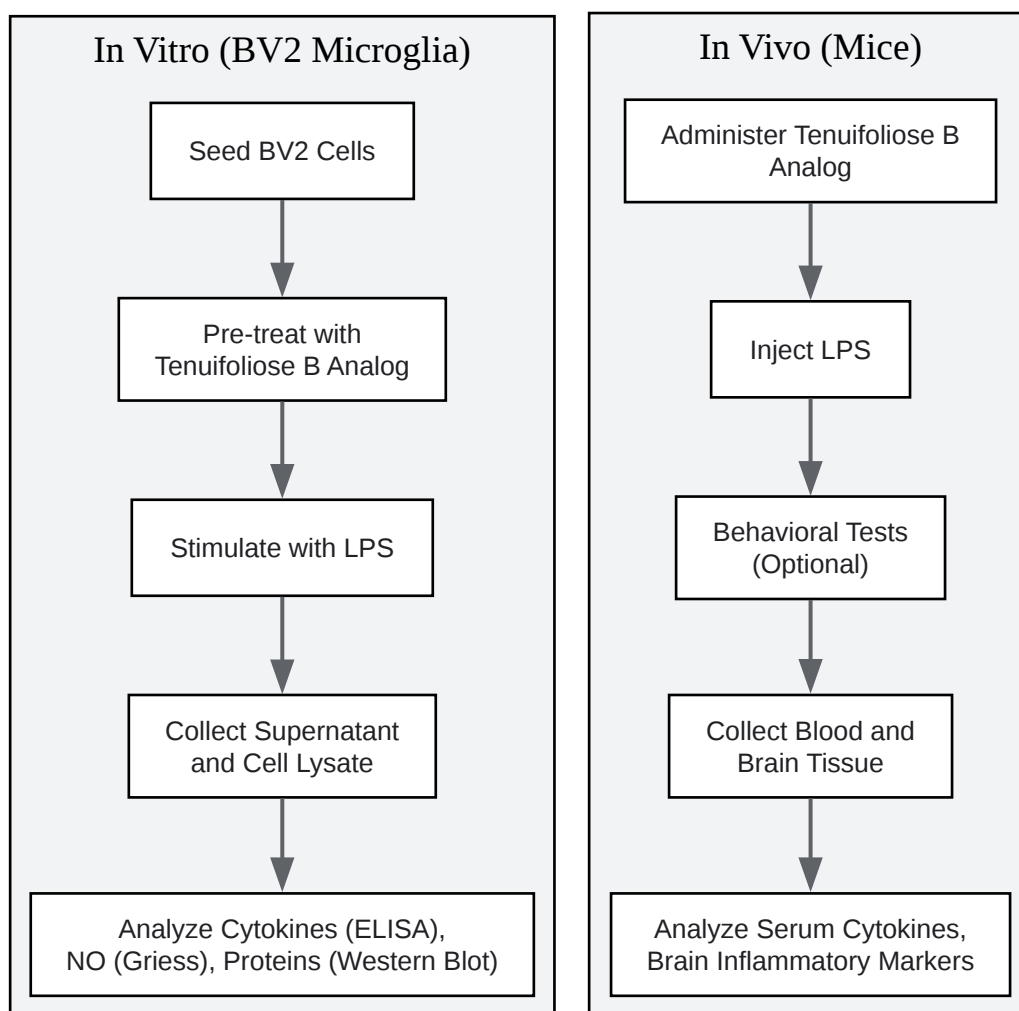 In Vitro (BV2 Microglia)
Seed BV2 Cells
Pre-treat with
Tenuifoliose B Analog
Stimulate with LPS
Collect Supernatant
and Cell Lysate
Analyze Cytokines (ELISA),
NO (Griess), Proteins (Western Blot)
In Vivo (Mice)
Administer Tenuifoliose B
Analog
Inject LPS
Behavioral Tests
(Optional)
Collect Blood and
Brain Tissue
Analyze Serum Cytokines,
Brain Inflammatory Markers